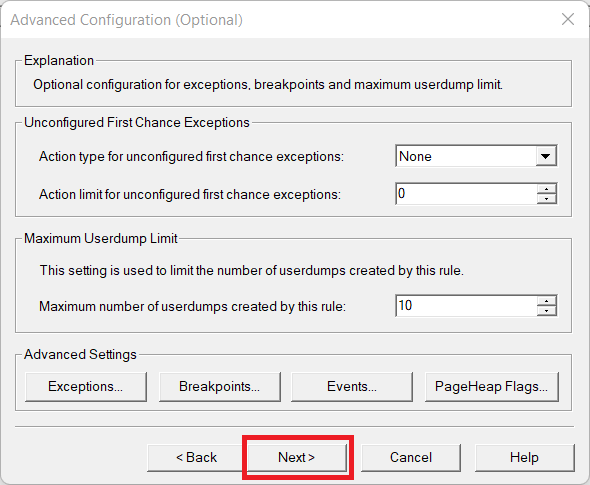 Advanced Configuration (Optional)
Explanation
Optional configuration for exceptions, breakpoints and maximum userdump limit.
Unconfigured First Chance Exceptions
Action type for unconfigured first chance exceptions: None
Action limit for unconfigured first chance exceptions: 0
Maximum Userdump Limit
This setting is used to limit the number of userdumps created by this rule.
Maximum number of userdumps created by this rule: 10
Advanced Settings
Exceptions... Breakpoints... Events... PageHeap Flags...
< Back Next > Cancel Help